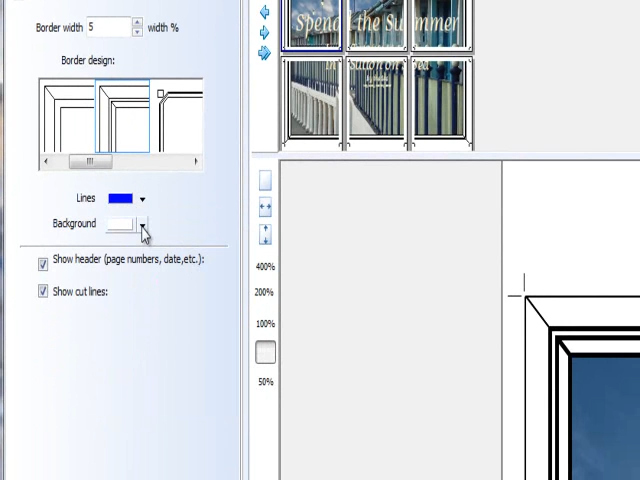 Border width 5 width %
Border design:
Lines
Background
Show header (page numbers, date,etc.):
Show cut lines:
Spend the Summer
400%
200%
100%
50%